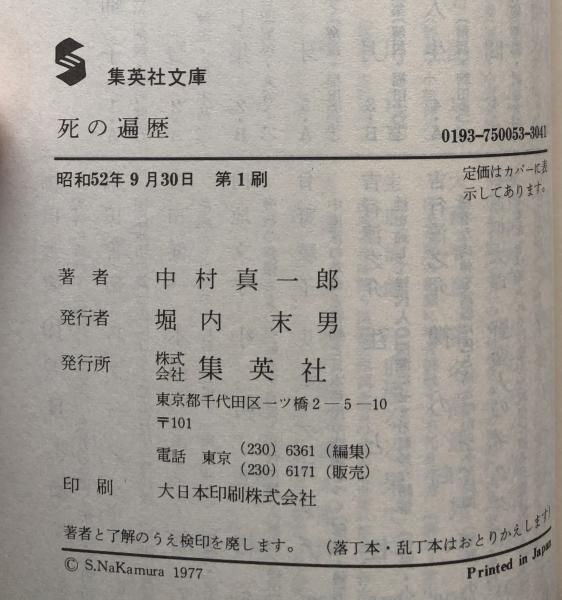 集英社文庫
死の遍歴
0193-750053-3041
昭和52年9月30日 第1刷
定価はカバーに表
示してあります。
著者 中村真一郎
発行者 堀内末男
発行所 株式会社 集英社
東京都千代田区一ツ橋2—5—10
〒101
電話 東京 (230) 6361 (編集)
(230) 6171 (販売)
印刷 大日本印刷株式会社
著者と了解のうえ検印を廃します。 (落丁本・乱丁本はおとりかえします)
© S.NaKamura 1977
Printed in Japan